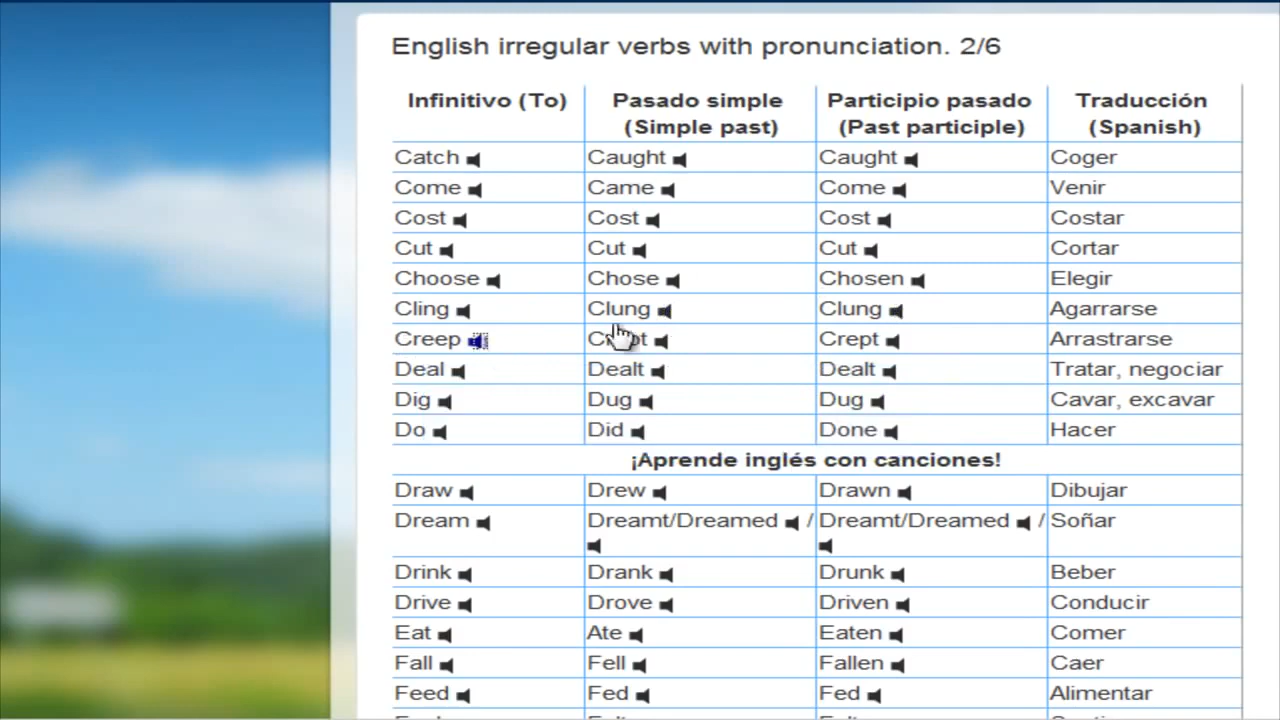 English irregular verbs with pronunciation. 2/6
Infinitivo (To) Pasado simple (Simple past) Participio pasado (Past participle) Traducción (Spanish)
Catch Caught Caught Coger
Come Came Come Venir
Cost Cost Cost Costar
Cut Cut Cut Cortar
Choose Chose Chosen Elegir
Cling Clung Clung Agarrarse
Creep Crept Arrastrarse
Deal Dealt Dealt Tratar, negociar
Dig Dug Dug Cavar, excavar
Do Did Done Hacer
¡Aprende inglés con canciones!
Draw Drew Drawn Dibujar
Dream Dreamt/Dreamed / Dreamt/Dreamed / Soñar
Drink Drank Drunk Beber
Drive Drove Driven Conducir
Eat Ate Eaten Comer
Fall Fell Fallen Caer
Feed Fed Fed Alimentar